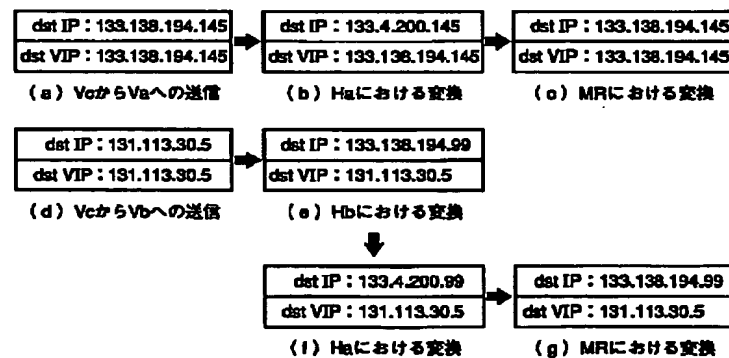 dst IP：133.138.194.145
dst VIP：133.138.194.145
(a) VcからVaへの送信
dst IP：133.4.200.145
dst VIP：133.138.194.145
(b) Haにおける変換
dst IP：133.138.194.145
dst VIP：133.138.194.145
(c) MRにおける変換
dst IP：131.113.30.5
dst VIP：131.113.30.5
(d) VcからVbへの送信
dst IP：133.138.194.99
dst VIP：131.113.30.5
(e) Hbにおける変換
dst IP：133.4.200.99
dst VIP：131.113.30.5
(f) Haにおける変換
dst IP：133.138.194.99
dst VIP：131.113.30.5
(g) MRにおける変換